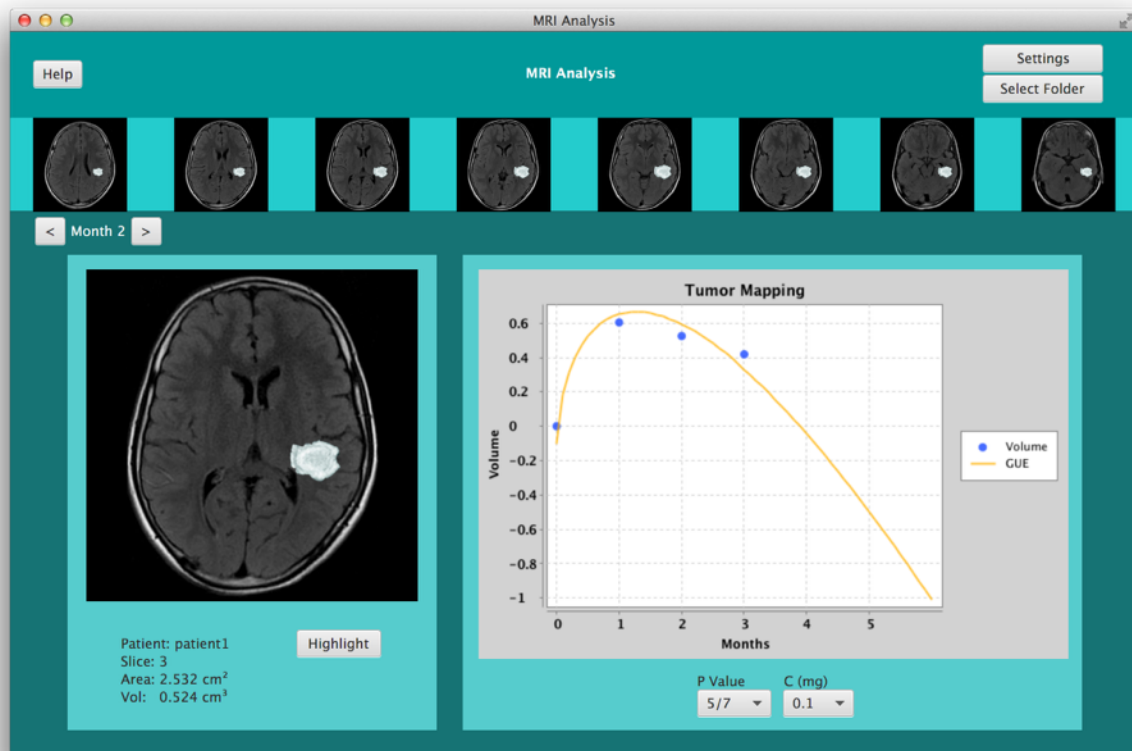 MRI Analysis
Help
MRI Analysis
Settings
Select Folder
<
Month 2
>
Patient: patient1
Slice: 3
Area: 2.532 cm²
Vol: 0.524 cm³
Highlight
Tumor Mapping
Volume
0.6
0.4
0.2
0
−0.2
−0.4
−0.6
−0.8
−1
0 1 2 3 4 5
Months
Volume
GUE
P Value C (mg)
5/7 0.1